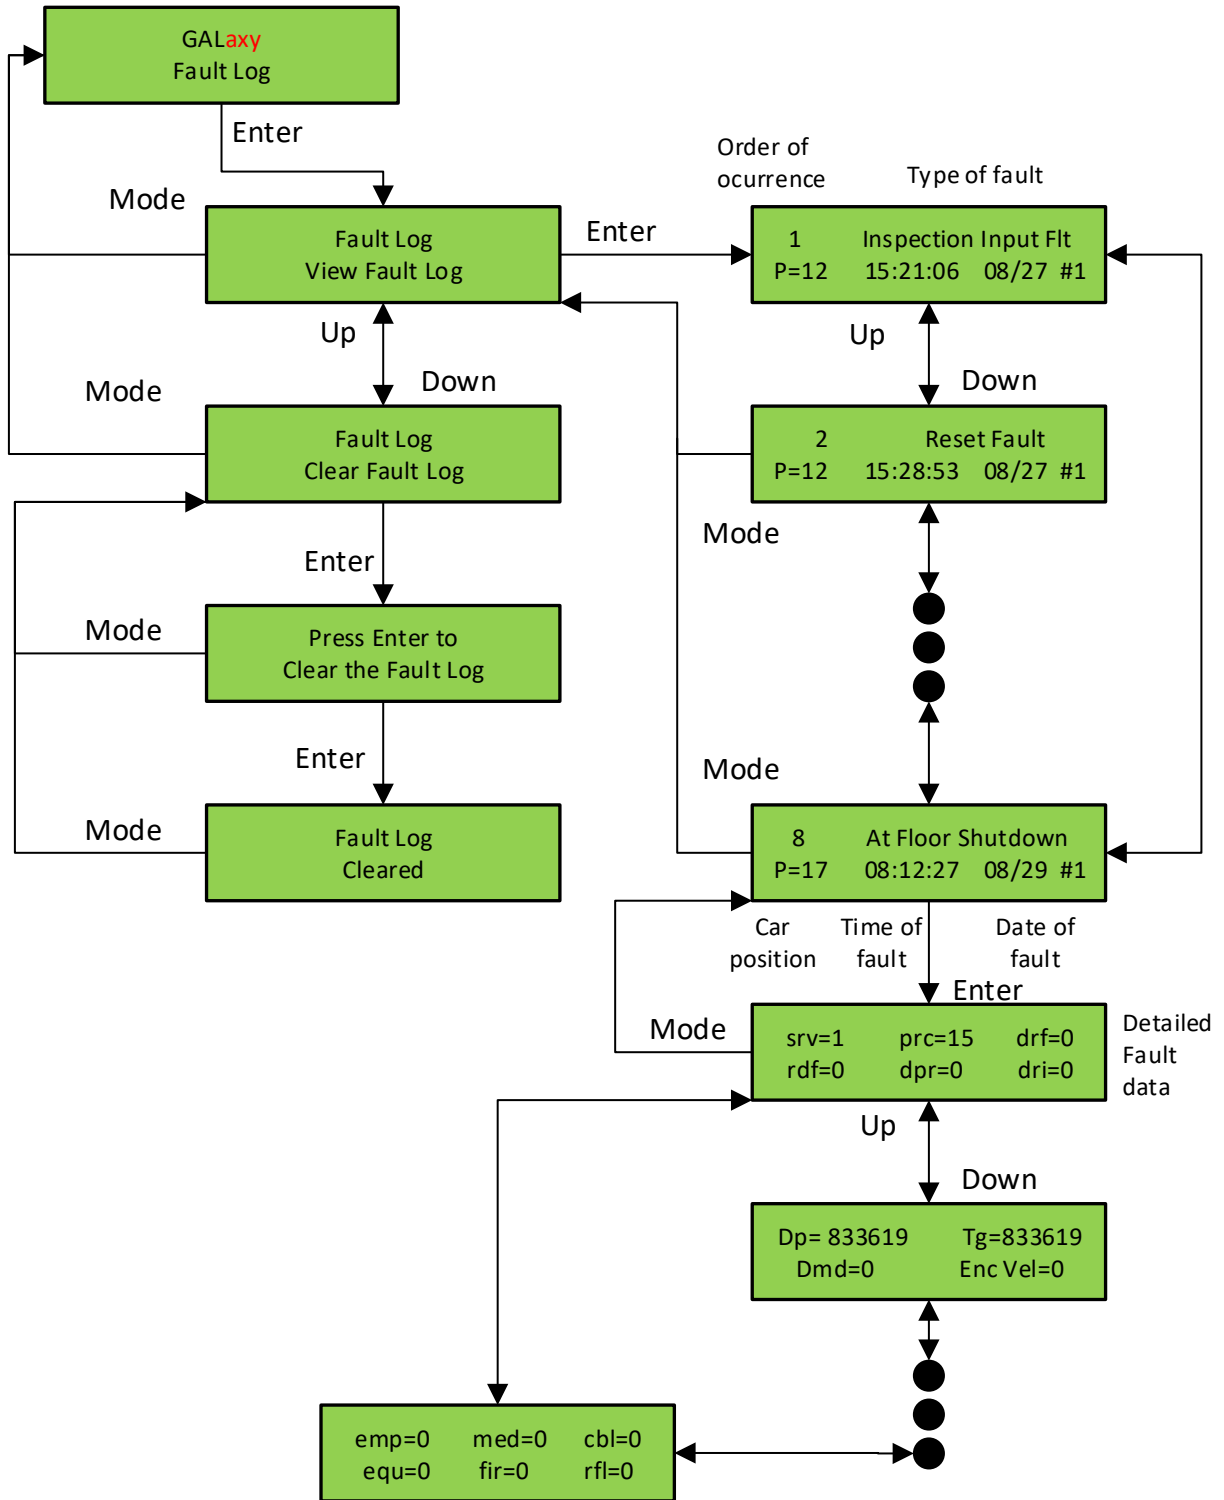 GALaxy
Fault Log
Enter
Mode
Fault Log
View Fault Log
Enter
Order of
ocurrence
Type of fault
1 Inspection Input Flt
P=12 15:21:06 08/27 #1
Up
Down
Up
Down
Mode
Fault Log
Clear Fault Log
2 Reset Fault
P=12 15:28:53 08/27 #1
Mode
Enter
Mode
Press Enter to
Clear the Fault Log
Enter
Mode
Mode
Fault Log
Cleared
8 At Floor Shutdown
P=17 08:12:27 08/29 #1
Car
position
Time of
fault
Date of
fault
Enter
Mode
srv=1 prc=15 drf=0
rdf=0 dpr=0 dri=0
Detailed
Fault
data
Up
Down
Dp= 833619 Tg=833619
Dmd=0 Enc Vel=0
emp=0 med=0 cbl=0
equ=0 fir=0 rfl=0